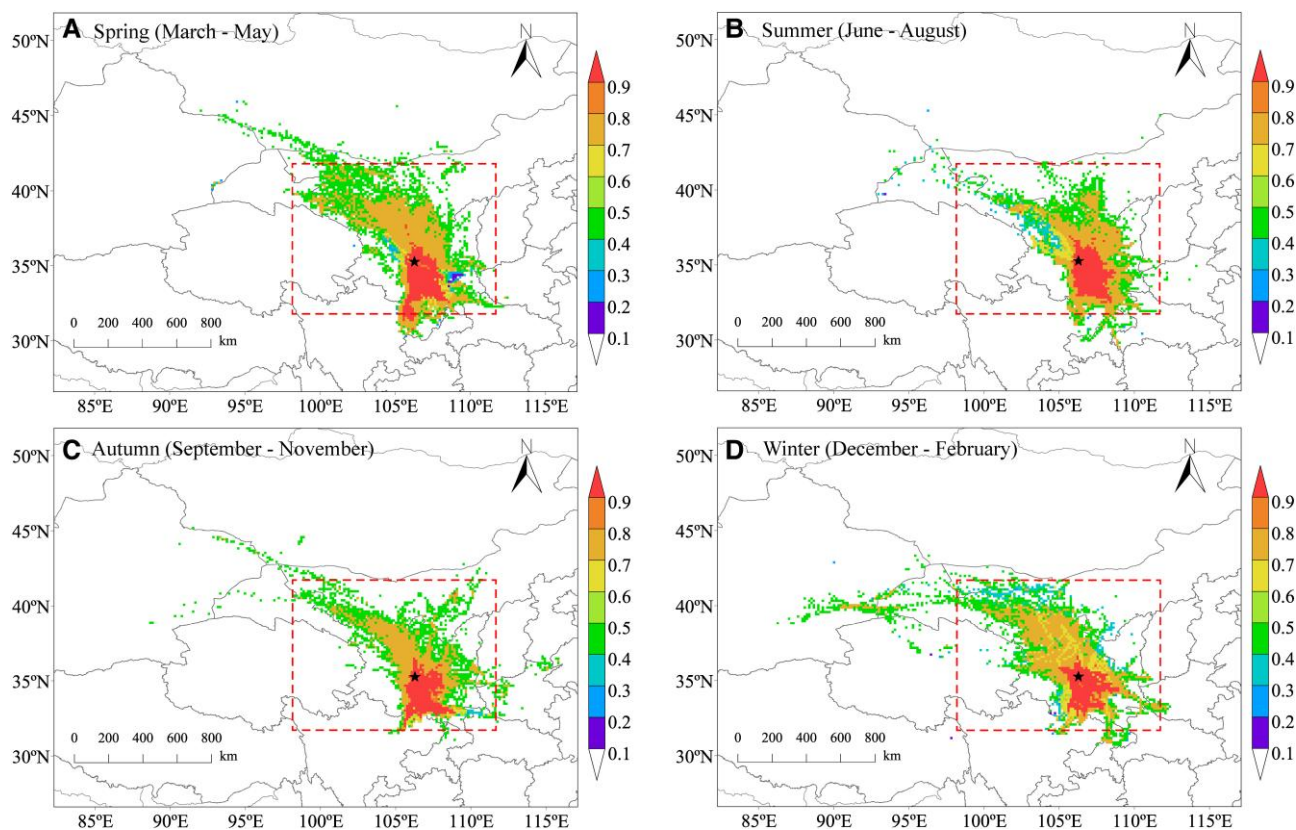 A Spring (March - May)
N
50ºN
45ºN
40ºN
35ºN
30ºN
0 200 400 600 800
km
85ºE 90ºE 95ºE 100ºE 105ºE 110ºE 115ºE
0.9
0.8
0.7
0.6
0.5
0.4
0.3
0.2
0.1
B Summer (June - August)
N
50ºN
45ºN
40ºN
35ºN
30ºN
0 200 400 600 800
km
85ºE 90ºE 95ºE 100ºE 105ºE 110ºE 115ºE
0.9
0.8
0.7
0.6
0.5
0.4
0.3
0.2
0.1
C Autumn (September - November)
N
50ºN
45ºN
40ºN
35ºN
30ºN
0 200 400 600 800
km
85ºE 90ºE 95ºE 100ºE 105ºE 110ºE 115ºE
0.9
0.8
0.7
0.6
0.5
0.4
0.3
0.2
0.1
D Winter (December - February)
N
50ºN
45ºN
40ºN
35ºN
30ºN
0 200 400 600 800
km
85ºE 90ºE 95ºE 100ºE 105ºE 110ºE 115ºE
0.9
0.8
0.7
0.6
0.5
0.4
0.3
0.2
0.1